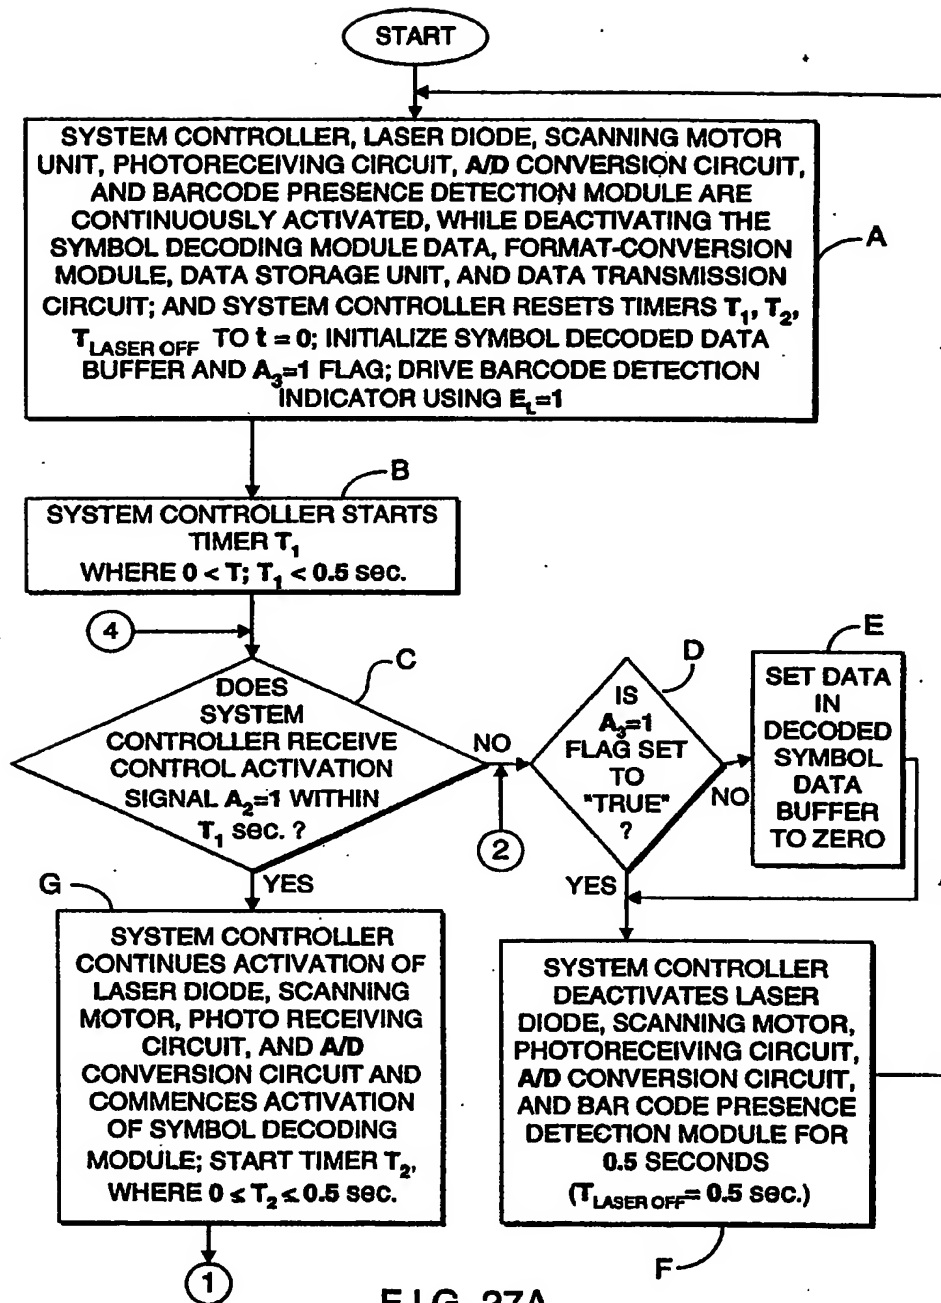 START
SYSTEM CONTROLLER, LASER DIODE, SCANNING MOTOR
UNIT, PHOTORECEIVING CIRCUIT, A/D CONVERSION CIRCUIT,
AND BARCODE PRESENCE DETECTION MODULE ARE
CONTINUOUSLY ACTIVATED, WHILE DEACTIVATING THE
SYMBOL DECODING MODULE DATA, FORMAT-CONVERSION
MODULE, DATA STORAGE UNIT, AND DATA TRANSMISSION
CIRCUIT; AND SYSTEM CONTROLLER RESETS TIMERS T1, T2,
T LASER OFF TO t = 0; INITIALIZE SYMBOL DECODED DATA
BUFFER AND A3=1 FLAG; DRIVE BARCODE DETECTION
INDICATOR USING EL=1
A
B
SYSTEM CONTROLLER STARTS
TIMER T1
WHERE 0 < T; T1 < 0.5 sec.
4
C
DOES
SYSTEM
CONTROLLER RECEIVE
CONTROL ACTIVATION
SIGNAL A2=1 WITHIN
T1 sec. ?
NO
2
YES
D
IS
A3=1
FLAG SET
TO
"TRUE"
?
NO
YES
E
SET DATA
IN
DECODED
SYMBOL
DATA
BUFFER
TO ZERO
G
SYSTEM CONTROLLER
CONTINUES ACTIVATION OF
LASER DIODE, SCANNING
MOTOR, PHOTO RECEIVING
CIRCUIT, AND A/D
CONVERSION CIRCUIT AND
COMMENCES ACTIVATION
OF SYMBOL DECODING
MODULE; START TIMER T2,
WHERE 0 ≤ T2 ≤ 0.5 sec.
1
SYSTEM CONTROLLER
DEACTIVATES LASER
DIODE, SCANNING MOTOR,
PHOTORECEIVING CIRCUIT,
A/D CONVERSION CIRCUIT,
AND BAR CODE PRESENCE
DETECTION MODULE FOR
0.5 SECONDS
(T LASER OFF = 0.5 sec.)
F
FIG. 27A